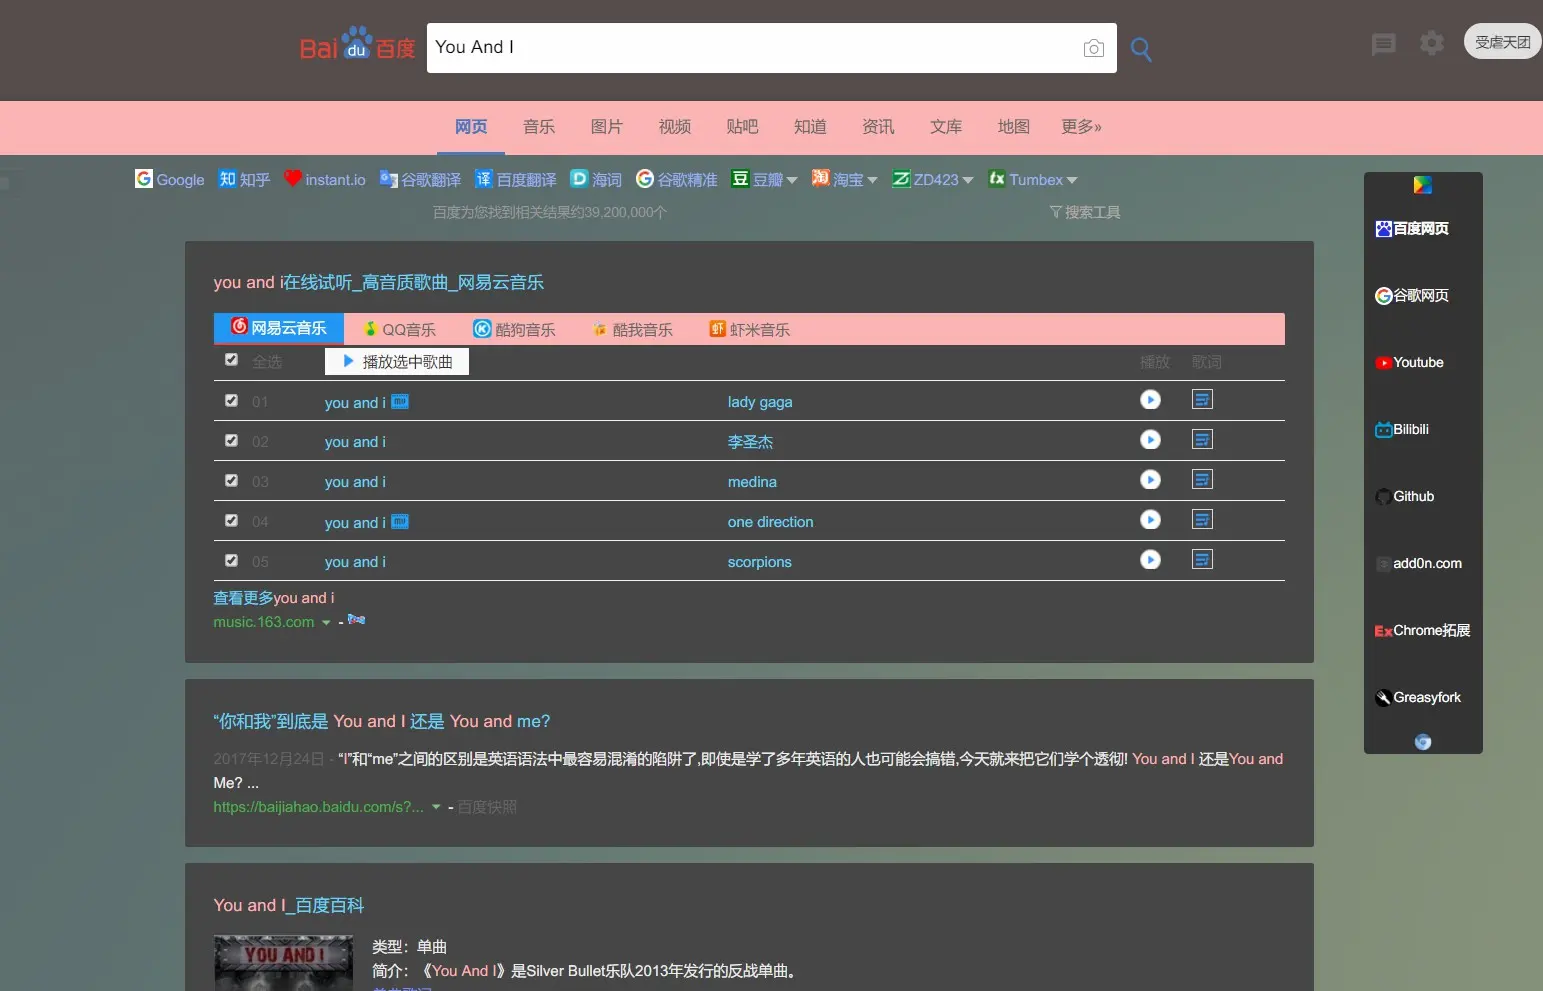 Bai du 百度 You And I 受虐天团
网页 音乐 图片 视频 贴吧 知道 资讯 文库 地图 更多»
G Google 知 知乎 instant.io 谷歌翻译 译 百度翻译 D 海词 G 谷歌精准 豆 豆瓣 淘 淘宝 Z ZD423 tx Tumbex
百度为您找到相关结果约39,200,000个 搜索工具
you and i在线试听_高音质歌曲_网易云音乐
网易云音乐 QQ音乐 K 酷狗音乐 酷我音乐 虾 虾米音乐
全选 播放选中歌曲 播放 歌词
01 you and i lady gaga
02 you and i 李圣杰
03 you and i medina
04 you and i one direction
05 you and i scorpions
查看更多you and i
music.163.com -
“你和我”到底是 You and I 还是 You and me?
2017年12月24日 - “I”和“me”之间的区别是英语语法中最容易混淆的陷阱了,即使是学了多年英语的人也可能会搞错,今天就来把它们学个透彻! You and I 还是You and
Me? ...
https://baijiahao.baidu.com/s?... - 百度快照
You and I_百度百科
YOU AND I
类型：单曲
简介：《You And I》是Silver Bullet乐队2013年发行的反战单曲。
百度网页
G 谷歌网页
Youtube
Bilibili
Github
add0n.com
Ex Chrome拓展
Greasyfork